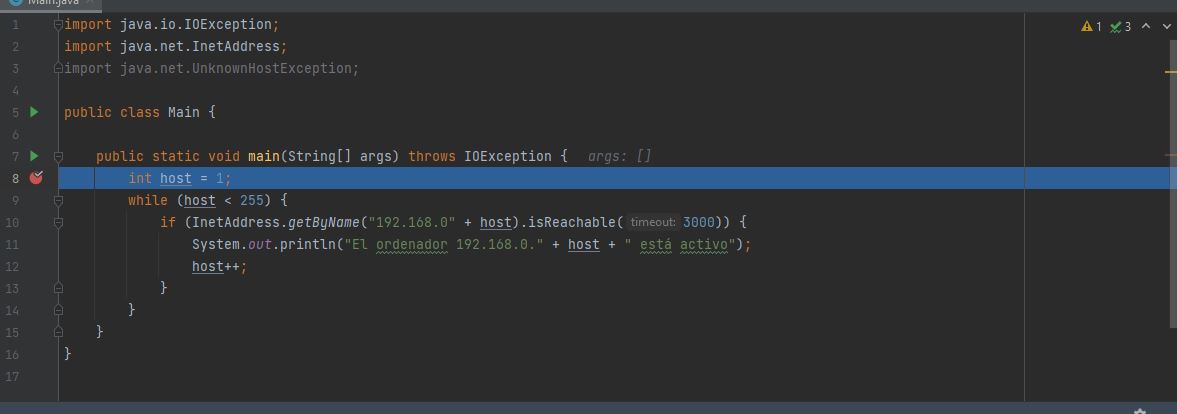 Main.java
1 import java.io.IOException;
2 import java.net.InetAddress;
3 import java.net.UnknownHostException;
4
5 public class Main {
6
7 public static void main(String[] args) throws IOException { args: []
8 int host = 1;
9 while (host < 255) {
10 if (InetAddress.getByName("192.168.0" + host).isReachable( timeout: 3000)) {
11 System.out.println("El ordenador 192.168.0." + host + " está activo");
12 host++;
13 }
14 }
15 }
16 }
17
1 3